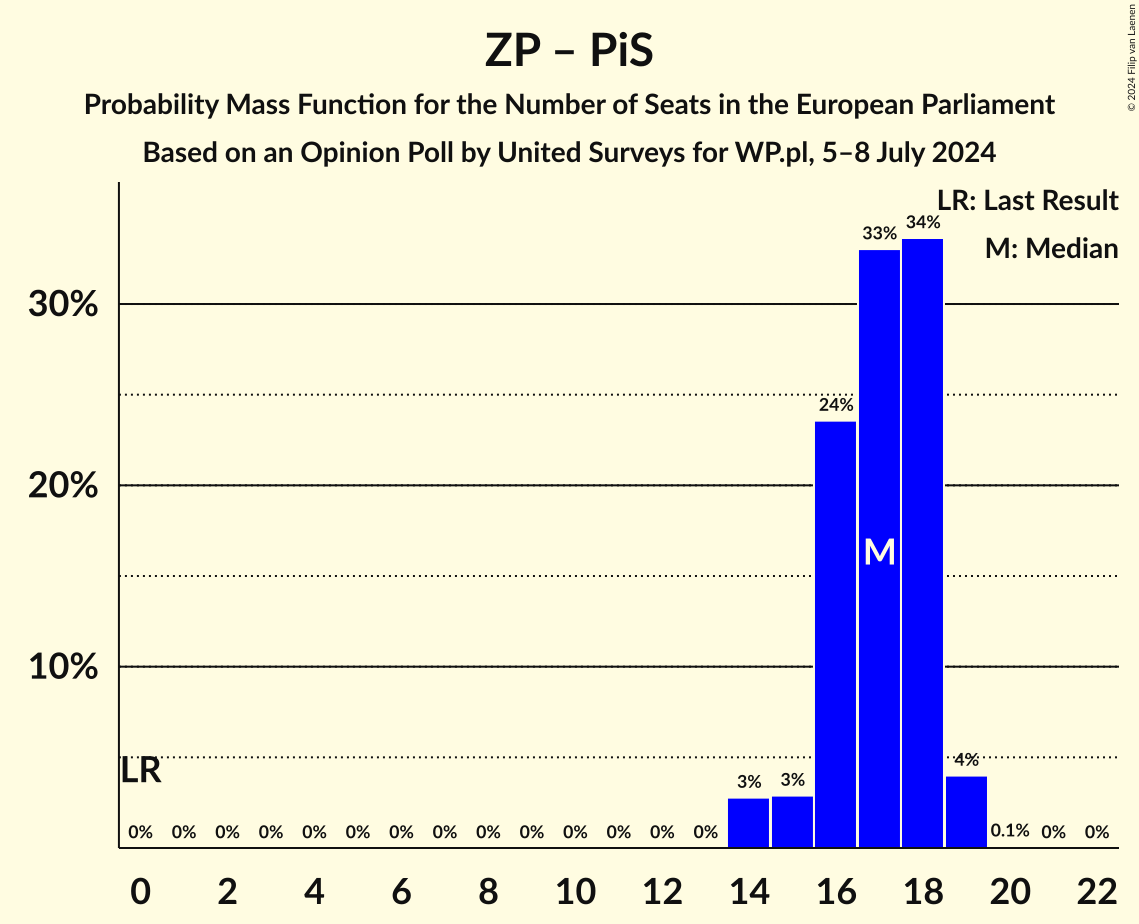 ZP – PiS
Probability Mass Function for the Number of Seats in the European Parliament
Based on an Opinion Poll by United Surveys for WP.pl, 5–8 July 2024
© 2024 Filip van Laenen
LR: Last Result
M: Median
30%
20%
10%
LR
M
0% 0% 0% 0% 0% 0% 0% 0% 0% 0% 0% 0% 0% 0% 3% 3% 24% 33% 34% 4% 0.1% 0% 0%
0 2 4 6 8 10 12 14 16 18 20 22